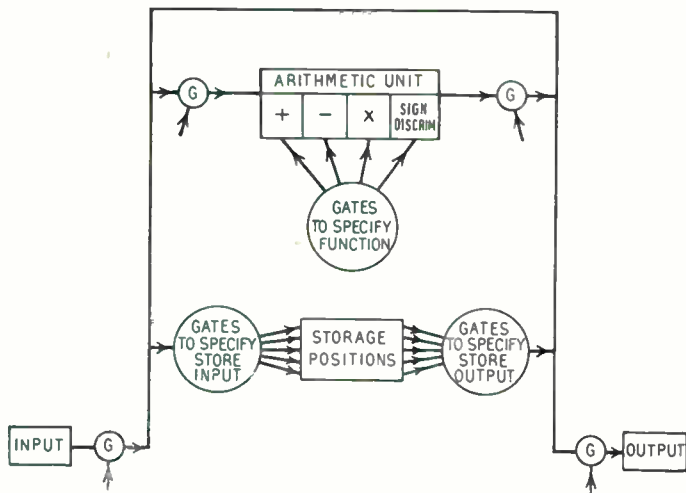 G
ARITHMETIC UNIT
G
+
−
X
SIGN
DISCRIM
GATES
TO SPECIFY
FUNCTION
GATES
TO SPECIFY
STORE
INPUT
STORAGE
POSITIONS
GATES
TO SPECIFY
STORE
OUTPUT
INPUT
G
G
OUTPUT